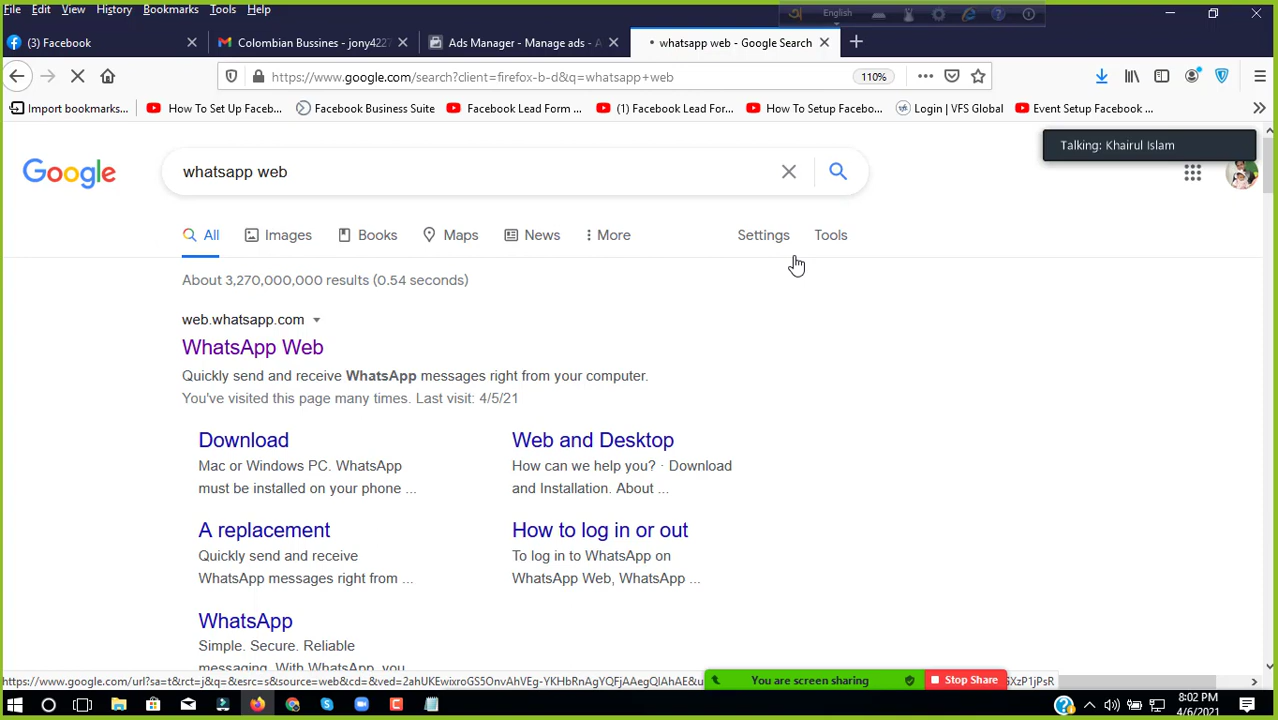 File Edit View History Bookmarks Tools Help
English
(3) Facebook
Colombian Bussines - jony4227
Ads Manager - Manage ads - A
whatsapp web - Google Search
https://www.google.com/search?client=firefox-b-d&q=whatsapp+web
110%
Import bookmarks...
How To Set Up Faceb...
Facebook Business Suite
Facebook Lead Form ...
(1) Facebook Lead For...
How To Setup Facebo...
Login | VFS Global
Event Setup Facebook ...
Talking: Khairul Islam
Google
whatsapp web
All Images Books Maps News More Settings Tools
About 3,270,000,000 results (0.54 seconds)
web.whatsapp.com
WhatsApp Web
Quickly send and receive WhatsApp messages right from your computer.
You've visited this page many times. Last visit: 4/5/21
Download
Mac or Windows PC. WhatsApp
must be installed on your phone ...
Web and Desktop
How can we help you? · Download
and Installation. About ...
A replacement
Quickly send and receive
WhatsApp messages right from ...
How to log in or out
To log in to WhatsApp on
WhatsApp Web, WhatsApp ...
WhatsApp
Simple. Secure. Reliable
messaging. With WhatsApp, you
You are screen sharing
Stop Share
8:02 PM
4/6/2021